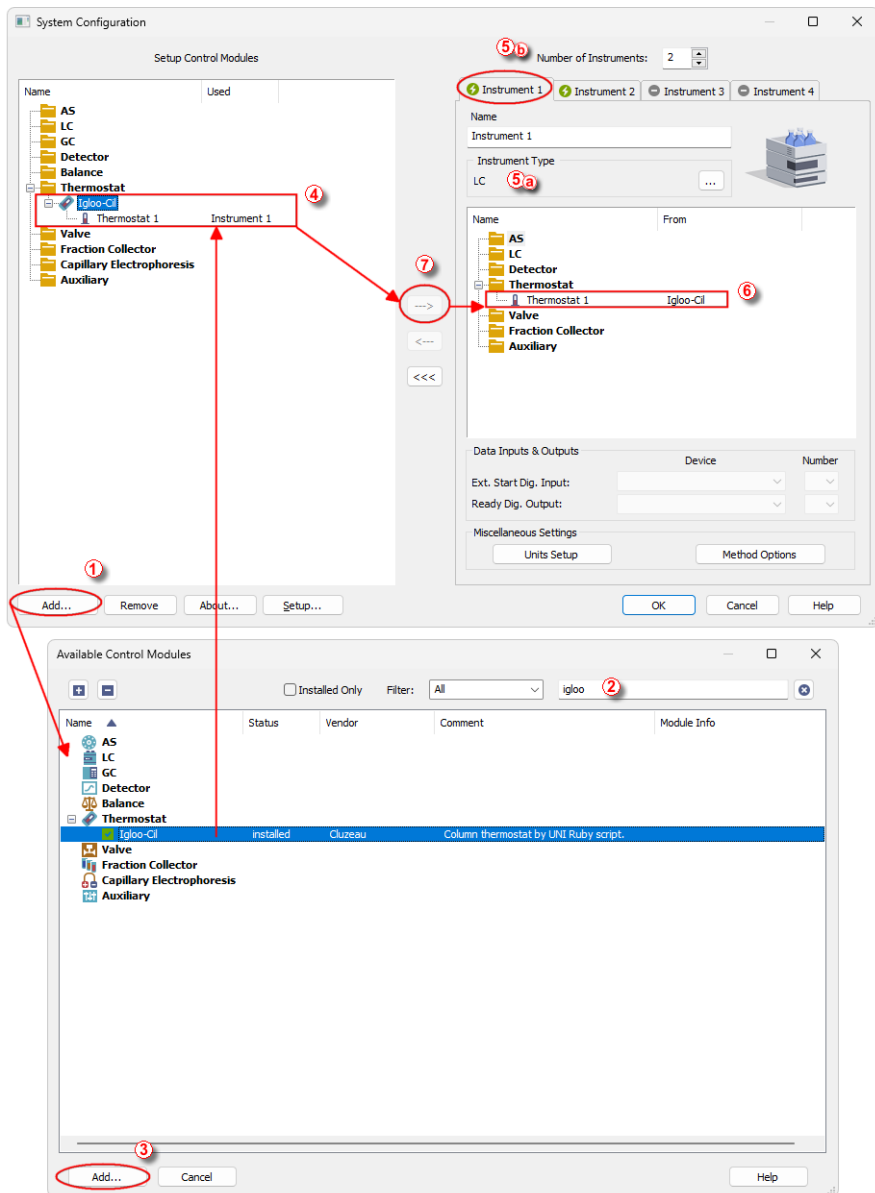 System Configuration
Setup Control Modules
5b Number of Instruments: 2
Name Used
AS
LC
GC
Detector
Balance
Thermostat
Igloo-Cil
4
Thermostat 1 Instrument 1
Valve
Fraction Collector
Capillary Electrophoresis
Auxiliary
7
--->
<---
<<<
Instrument 1 Instrument 2 Instrument 3 Instrument 4
Name
Instrument 1
Instrument Type
LC 5a ...
Name From
AS
LC
Detector
Thermostat
Thermostat 1 Igloo-Cil 6
Valve
Fraction Collector
Auxiliary
Data Inputs & Outputs
Device Number
Ext. Start Dig. Input:
Ready Dig. Output:
Miscellaneous Settings
Units Setup Method Options
1
Add... Remove About... Setup... OK Cancel Help
Available Control Modules
Installed Only Filter: All igloo 2
Name Status Vendor Comment Module Info
AS
LC
GC
Detector
Balance
Thermostat
Igloo-Cil installed Cluzeau Column thermostat by UNI Ruby script.
Valve
Fraction Collector
Capillary Electrophoresis
Auxiliary
3
Add... Cancel Help